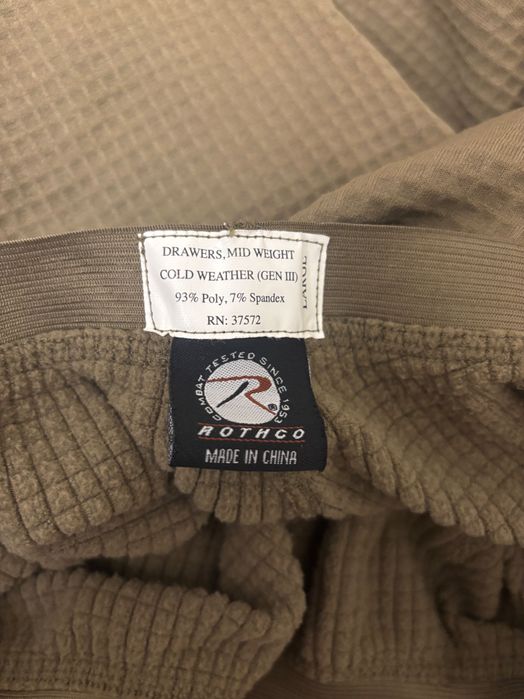 DRAWERS, MID WEIGHT
COLD WEATHER (GEN III)
93% Poly, 7% Spandex
RN: 37572
LARGE
COMBAT TESTED SINCE 1953
R
ROTHCO
MADE IN CHINA